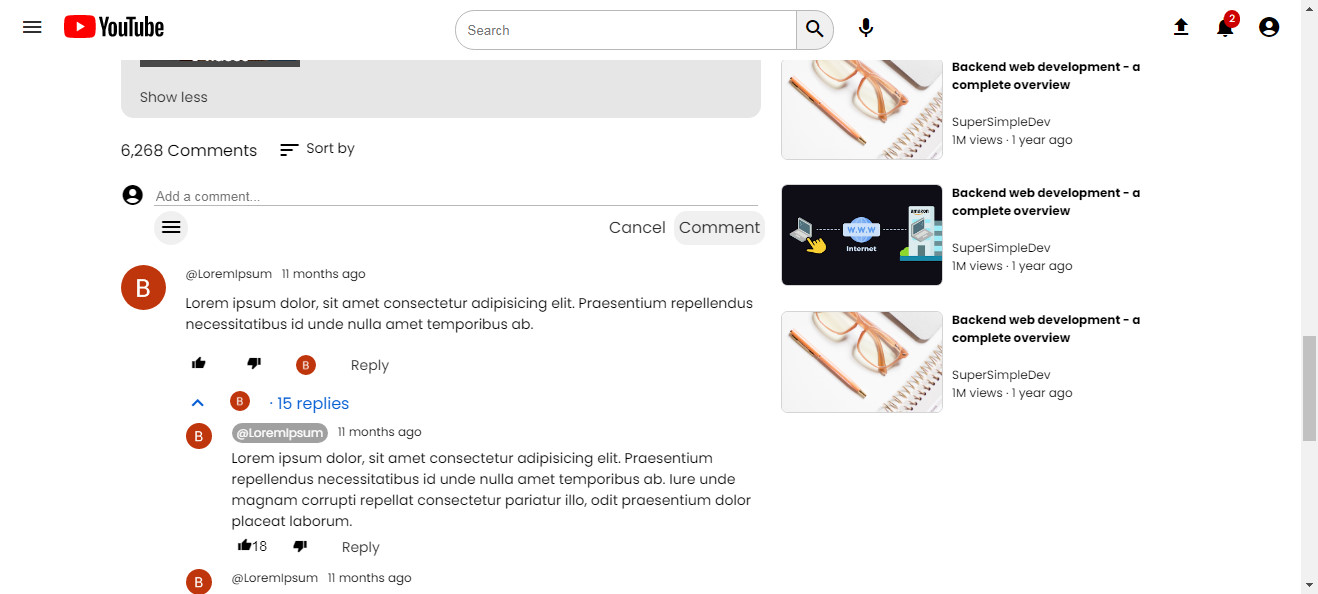 YouTube
Search
2
Show less
6,268 Comments
Sort by
Add a comment...
Cancel
Comment
B
@LoremIpsum 11 months ago
Lorem ipsum dolor, sit amet consectetur adipisicing elit. Praesentium repellendus
necessitatibus id unde nulla amet temporibus ab.
B
Reply
B
· 15 replies
B
@LoremIpsum 11 months ago
Lorem ipsum dolor, sit amet consectetur adipisicing elit. Praesentium
repellendus necessitatibus id unde nulla amet temporibus ab. Iure unde
magnam corrupti repellat consectetur pariatur illo, odit praesentium dolor
placeat laborum.
18
Reply
B
@LoremIpsum 11 months ago
Backend web development - a
complete overview
SuperSimpleDev
1M views · 1 year ago
amazon
W.W.W
Internet
Backend web development - a
complete overview
SuperSimpleDev
1M views · 1 year ago
Backend web development - a
complete overview
SuperSimpleDev
1M views · 1 year ago